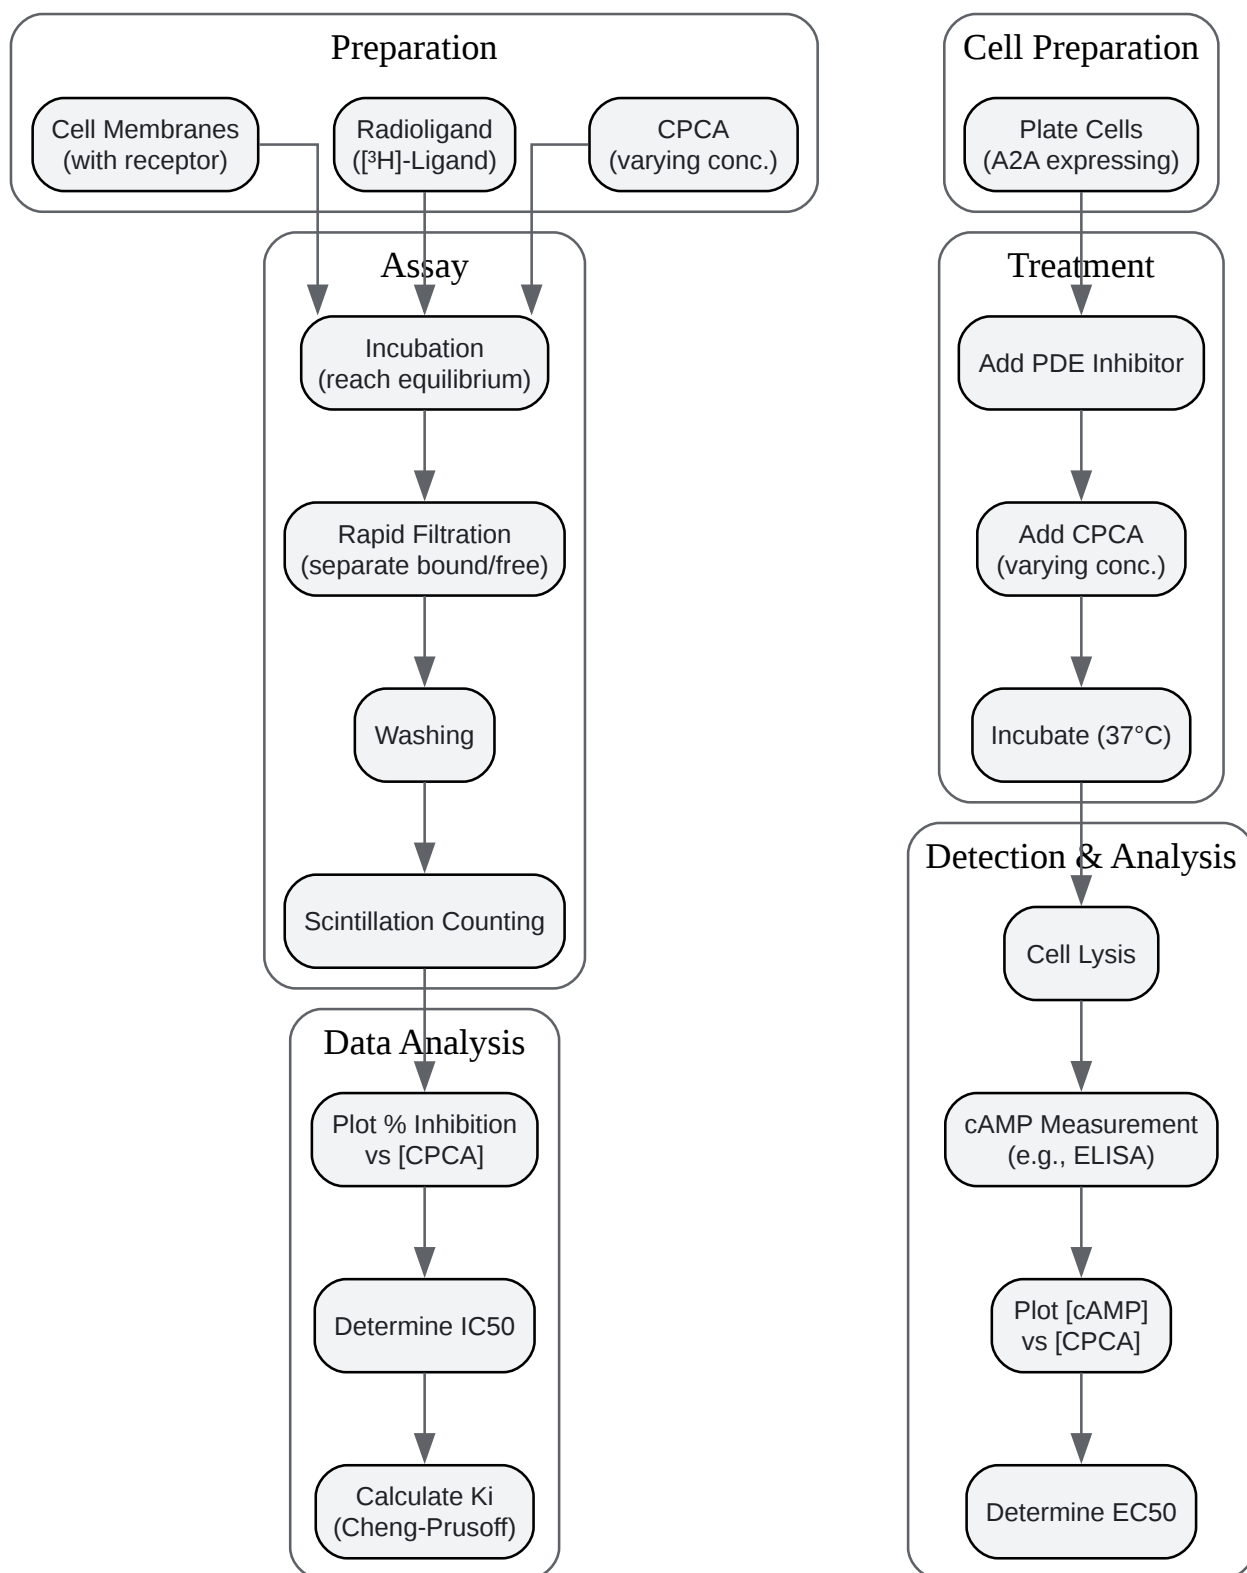 Preparation
Cell Membranes
(with receptor)
Radioligand
([³H]-Ligand)
CPCA
(varying conc.)
Assay
Incubation
(reach equilibrium)
Rapid Filtration
(separate bound/free)
Washing
Scintillation Counting
Data Analysis
Plot % Inhibition
vs [CPCA]
Determine IC50
Calculate Ki
(Cheng-Prusoff)
Cell Preparation
Plate Cells
(A2A expressing)
Treatment
Add PDE Inhibitor
Add CPCA
(varying conc.)
Incubate (37°C)
Detection & Analysis
Cell Lysis
cAMP Measurement
(e.g., ELISA)
Plot [cAMP]
vs [CPCA]
Determine EC50